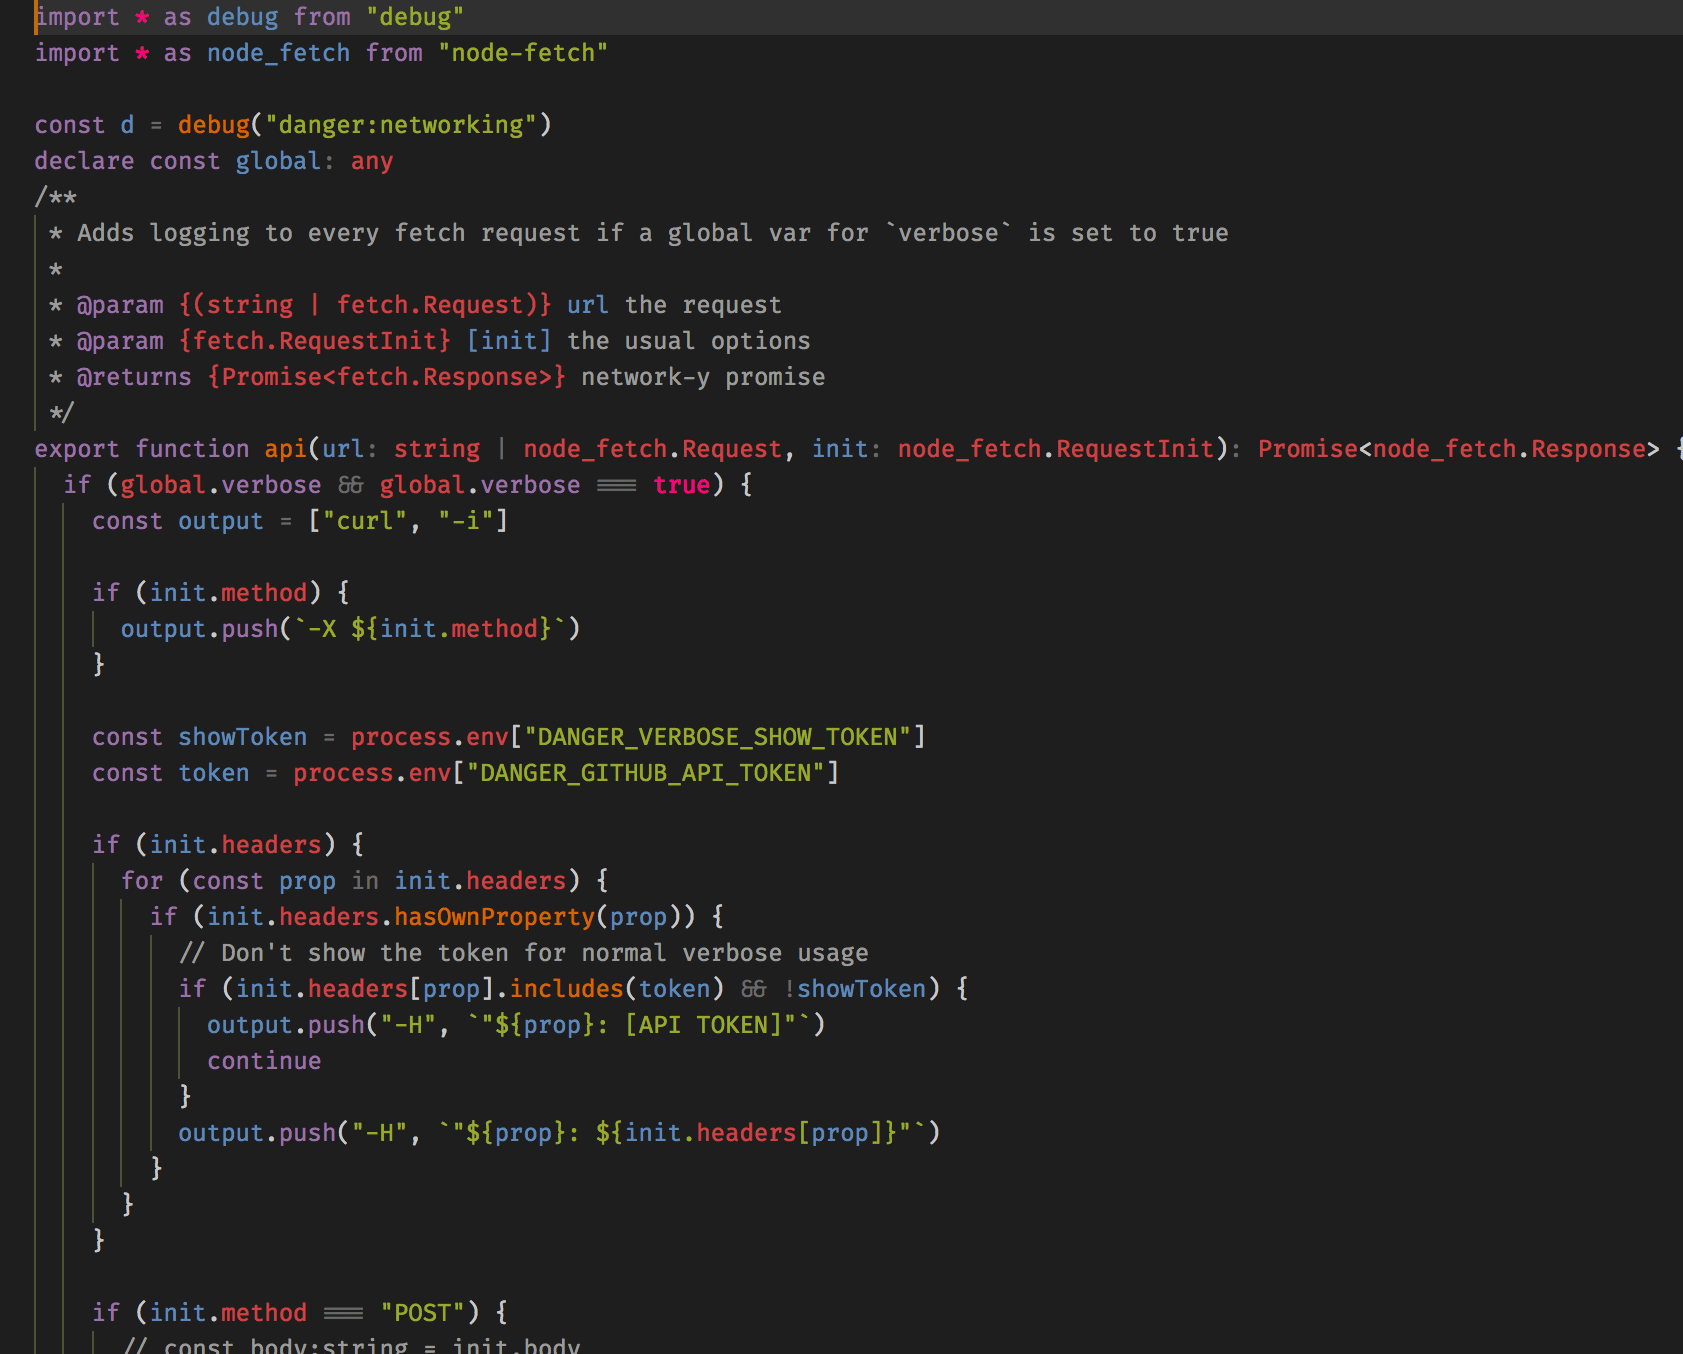 import * as debug from "debug"
import * as node_fetch from "node-fetch"
const d = debug("danger:networking")
declare const global: any
/**
* Adds logging to every fetch request if a global var for `verbose` is set to true
*
* @param {(string | fetch.Request)} url the request
* @param {fetch.RequestInit} [init] the usual options
* @returns {Promise<fetch.Response>} network-y promise
*/
export function api(url: string | node_fetch.Request, init: node_fetch.RequestInit): Promise<node_fetch.Response> {
if (global.verbose && global.verbose === true) {
const output = ["curl", "-i"]
if (init.method) {
output.push(`-X ${init.method}`)
}
const showToken = process.env["DANGER_VERBOSE_SHOW_TOKEN"]
const token = process.env["DANGER_GITHUB_API_TOKEN"]
if (init.headers) {
for (const prop in init.headers) {
if (init.headers.hasOwnProperty(prop)) {
// Don't show the token for normal verbose usage
if (init.headers[prop].includes(token) && !showToken) {
output.push("-H", `"${prop}: [API TOKEN]"`)
continue
}
output.push("-H", `"${prop}: ${init.headers[prop]}"`)
}
}
}
if (init.method === "POST") {
// const body:string = init.body